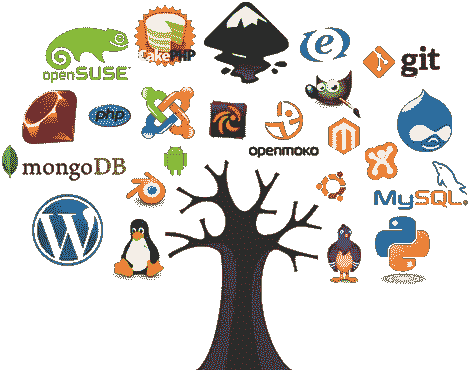 openSUSE
CakePHP
e
git
php
openmoko
mongoDB
MySQL
W